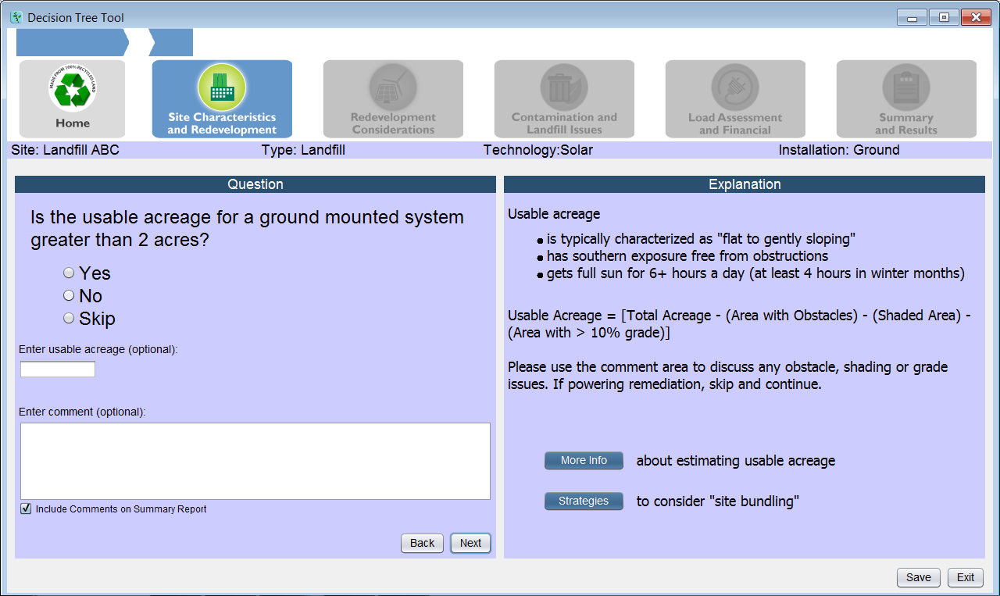 Decision Tree Tool
MADE FROM 100% RECYCLED LAND
Home
Site Characteristics
and Redevelopment
Redevelopment
Considerations
Contamination and
Landfill Issues
Load Assessment
and Financial
Summary
and Results
Site: Landfill ABC Type: Landfill Technology:Solar Installation: Ground
Question
Is the usable acreage for a ground mounted system
greater than 2 acres?
Yes
No
Skip
Enter usable acreage (optional):
Enter comment (optional):
Include Comments on Summary Report
Back Next
Explanation
Usable acreage
is typically characterized as "flat to gently sloping"
has southern exposure free from obstructions
gets full sun for 6+ hours a day (at least 4 hours in winter months)
Usable Acreage = [Total Acreage - (Area with Obstacles) - (Shaded Area) -
(Area with > 10% grade)]
Please use the comment area to discuss any obstacle, shading or grade
issues. If powering remediation, skip and continue.
More Info about estimating usable acreage
Strategies to consider "site bundling"
Save Exit